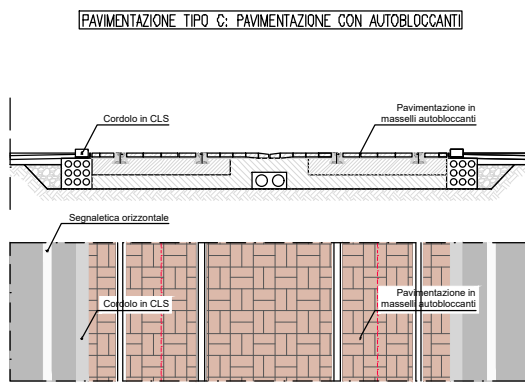 PAVIMENTAZIONE TIPO C: PAVIMENTAZIONE CON AUTOBLOCCANTI
Cordolo in CLS
Pavimentazione in
masselli autobloccanti
Segnaletica orizzontale
Cordolo in CLS
Pavimentazione in
masselli autobloccanti